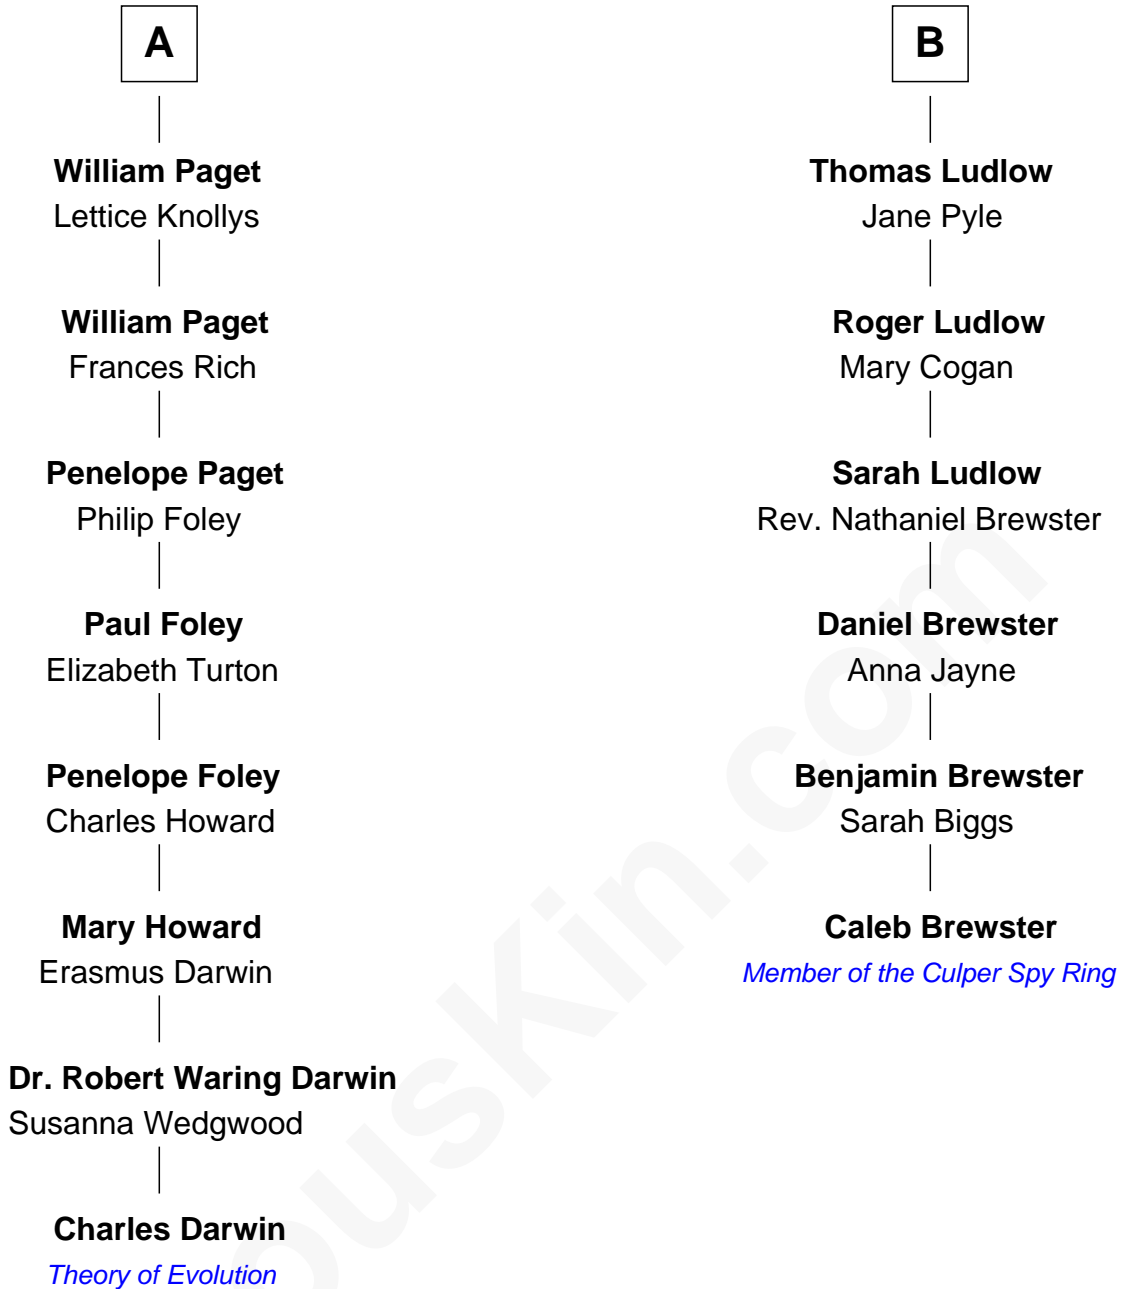 A
William Paget
Lettice Knollys
William Paget
Frances Rich
Penelope Paget
Philip Foley
Paul Foley
Elizabeth Turton
Penelope Foley
Charles Howard
Mary Howard
Erasmus Darwin
Dr. Robert Waring Darwin
Susanna Wedgwood
Charles Darwin
Theory of Evolution
B
Thomas Ludlow
Jane Pyle
Roger Ludlow
Mary Cogan
Sarah Ludlow
Rev. Nathaniel Brewster
Daniel Brewster
Anna Jayne
Benjamin Brewster
Sarah Biggs
Caleb Brewster
Member of the Culper Spy Ring
ousKin.com